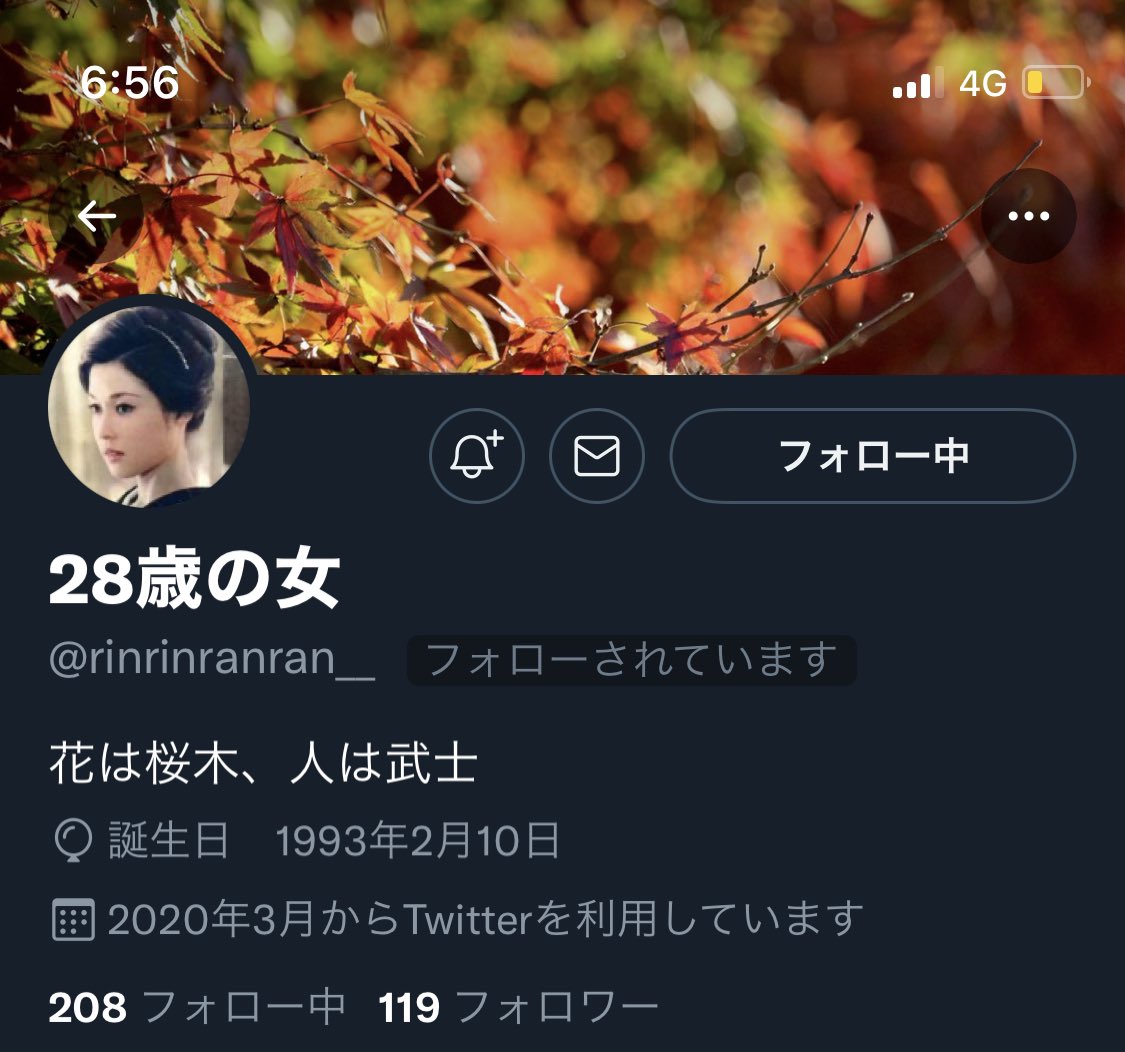 6:56 4G
フォロー中
28歳の女
@rinrinranran__ フォローされています
花は桜木、人は武士
誕生日 1993年2月10日
2020年3月からTwitterを利用しています
208 フォロー中 119 フォロワー